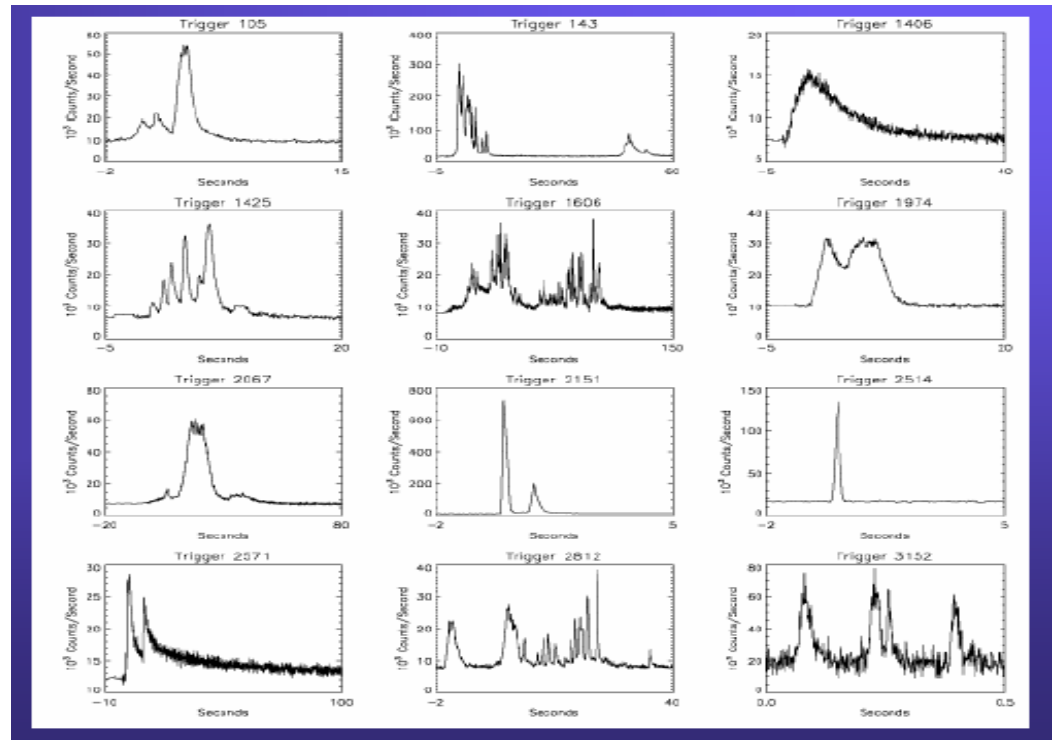 Trigger 105
60
50
40
30
20
10
0
10³ Counts/Second
-2 15
Seconds
Trigger 143
400
300
200
100
0
10³ Counts/Second
-5 60
Seconds
Trigger 1406
20
15
10
5
10³ Counts/Second
-5 40
Seconds
Trigger 1425
40
30
20
10
0
10³ Counts/Second
-5 20
Seconds
Trigger 1606
40
30
20
10
0
10³ Counts/Second
-10 150
Seconds
Trigger 1974
40
30
20
10
0
10³ Counts/Second
-5 20
Seconds
Trigger 2067
80
60
40
20
0
10³ Counts/Second
-20 80
Seconds
Trigger 2151
800
600
400
200
0
10³ Counts/Second
-2 5
Seconds
Trigger 2514
150
100
50
0
10³ Counts/Second
-2 5
Seconds
Trigger 2571
30
25
20
15
10
10³ Counts/Second
-10 100
Seconds
Trigger 2812
40
30
20
10
0
10³ Counts/Second
-2 40
Seconds
Trigger 3152
80
60
40
20
0
10³ Counts/Second
0.0 0.5
Seconds